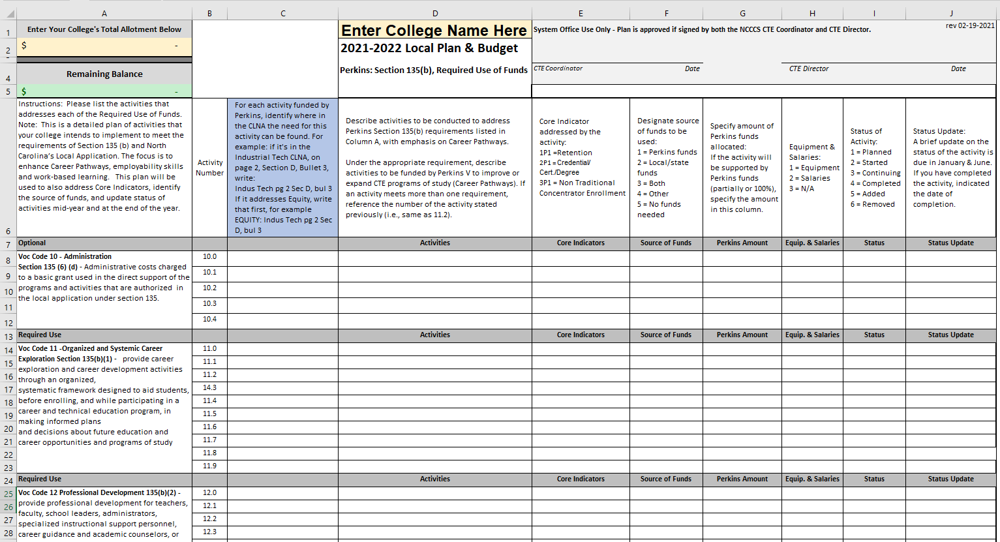 A B C D E F G H I J
1 Enter Your College's Total Allotment Below Enter College Name Here System Office Use Only - Plan is approved if signed by both the NCCCS CTE Coordinator and CTE Director. rev 02-19-2021
2 $ - 2021-2022 Local Plan & Budget
4 Remaining Balance Perkins: Section 135(b), Required Use of Funds CTE Coordinator Date CTE Director Date
5 $ -
6
Instructions: Please list the activities that
addresses each of the Required Use of Funds.
Note: This is a detailed plan of activities that
your college intends to implement to meet the
requirements of Section 135 (b) and North
Carolina's Local Application. The focus is to
enhance Career Pathways, employability skills
and work-based learning. This plan will be
used to also address Core Indicators, identify
the source of funds, and update status of
activities mid-year and at the end of the year.
Activity
Number
For each activity funded by
Perkins, identify where in
the CLNA the need for this
activity can be found. For
example: if it's in the
Industrial Tech CLNA, on
page 2, Section D, Bullet 3,
write:
Indus Tech pg 2 Sec D, bul 3
If it addresses Equity, write
that first, for example
EQUITY: Indus Tech pg 2 Sec
D, bul 3
Describe activities to be conducted to address
Perkins Section 135(b) requirements listed in
Column A, with emphasis on Career Pathways.
Under the appropriate requirement, describe
activities to be funded by Perkins V to improve or
expand CTE programs of study (Career Pathways). If
an activity meets more than one requirement,
reference the number of the activity stated
previously (i.e., same as 11.2).
Core Indicator
addressed by the
activity:
1P1 =Retention
2P1 = Credential/
Cert./Degree
3P1 = Non Traditional
Concentrator Enrollment
Designate source
of funds to be
used:
1 = Perkins funds
2 = Local/state
funds
3 = Both
4 = Other
5 = No funds
needed
Specify amount of
Perkins funds
allocated:
If the activity will
be supported by
Perkins funds
(partially or 100%),
specify the amount
in this column.
Equipment &
Salaries:
1 = Equipment
2 = Salaries
3 = N/A
Status of
Activity:
1 = Planned
2 = Started
3 = Continuing
4 = Completed
5 = Added
6 = Removed
Status Update:
A brief update on the
status of the activity is
due in January & June.
If you have completed
the activity, indicated
the date of
completion.
7 Optional Activities Core Indicators Source of Funds Perkins Amount Equip. & Salaries Status Status Update
8 Voc Code 10 - Administration 10.0
Section 135 (6) (d) - Administrative costs charged
9 to a basic grant used in the direct support of the 10.1
10 programs and activities that are authorized in 10.2
the local application under section 135.
11 10.3
12 10.4
13 Required Use Activities Core Indicators Source of Funds Perkins Amount Equip. & Salaries Status Status Update
14 Voc Code 11 -Organized and Systemic Career 11.0
15 Exploration Section 135(b)(1) - provide career 11.1
exploration and career development activities
16 through an organized, 11.2
17 systematic framework designed to aid students, 14.3
18 before enrolling, and while participating in a 11.4
19 career and technical education program, in 11.5
making informed plans
20 and decisions about future education and 11.6
21 career opportunities and programs of study 11.7
22 11.8
23 11.9
24 Required Use Activities Core Indicators Source of Funds Perkins Amount Equip. & Salaries Status Status Update
25 Voc Code 12 Professional Development 135(b)(2) - 12.0
26 provide professional development for teachers, 12.1
faculty, school leaders, administrators,
27 specialized instructional support personnel, 12.2
28 career guidance and academic counselors, or 12.3